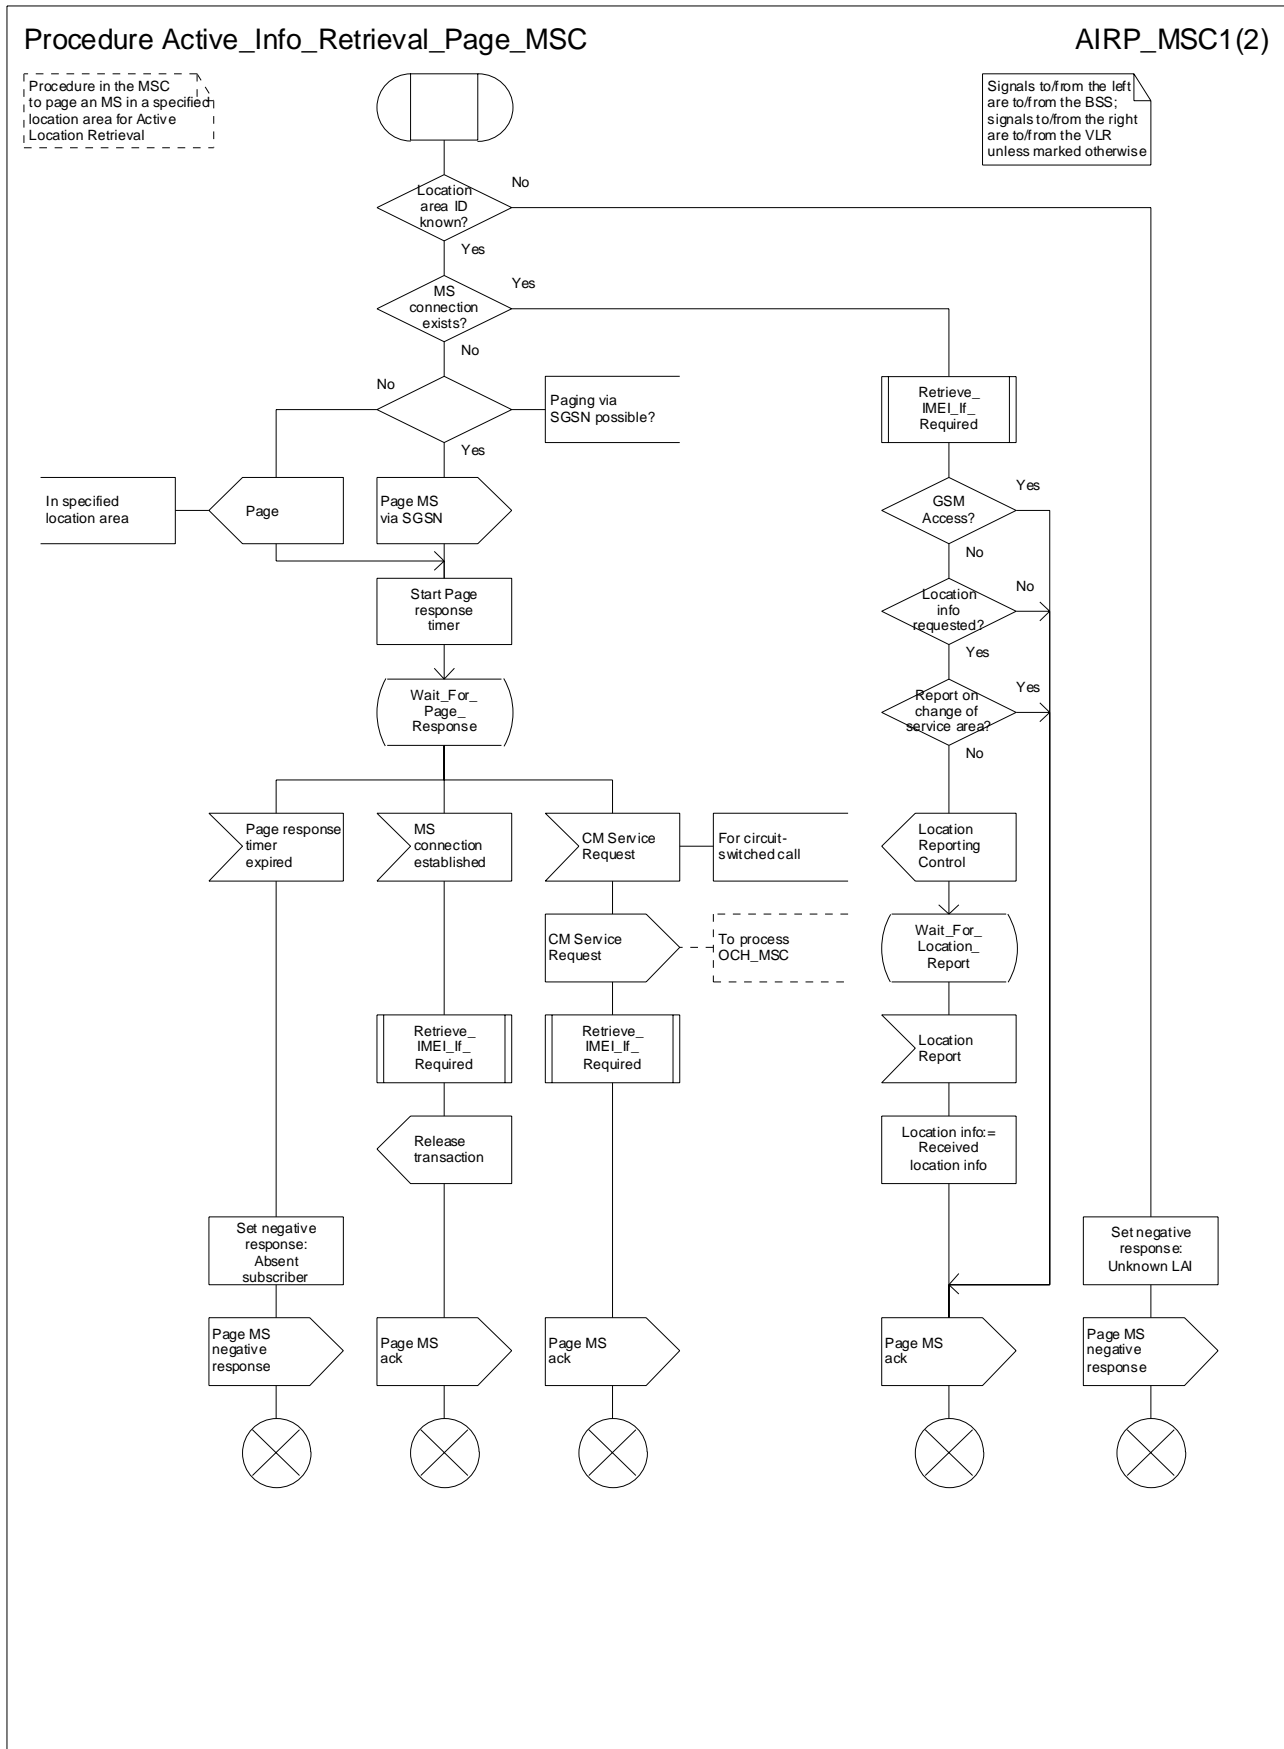 Procedure Active_Info_Retrieval_Page_MSC
AIRP_MSC1(2)
Procedure in the MSC
to page an MS in a specified
location area for Active
Location Retrieval
Signals to/from the left
are to/from the BSS;
signals to/from the right
are to/from the VLR
unless marked otherwise
Location
area ID
known?
No
Yes
MS
connection
exists?
Yes
No
No
Paging via
SGSN possible?
Yes
Retrieve_
IMEI_If_
Required
In specified
location area
Page
Page MS
via SGSN
GSM
Access?
Yes
No
Start Page
response
timer
Location
info
requested?
No
Yes
Wait_For_
Page_
Response
Report on
change of
service area?
Yes
No
Page response
timer
expired
MS
connection
established
CM Service
Request
For circuit-
switched call
Location
Reporting
Control
CM Service
Request
To process
OCH_MSC
Wait_For_
Location_
Report
Retrieve_
IMEI_If_
Required
Retrieve_
IMEI_If_
Required
Location
Report
Release
transaction
Location info:=
Received
location info
Set negative
response:
Absent
subscriber
Set negative
response:
Unknown LAI
Page MS
negative
response
Page MS
ack
Page MS
ack
Page MS
ack
Page MS
negative
response